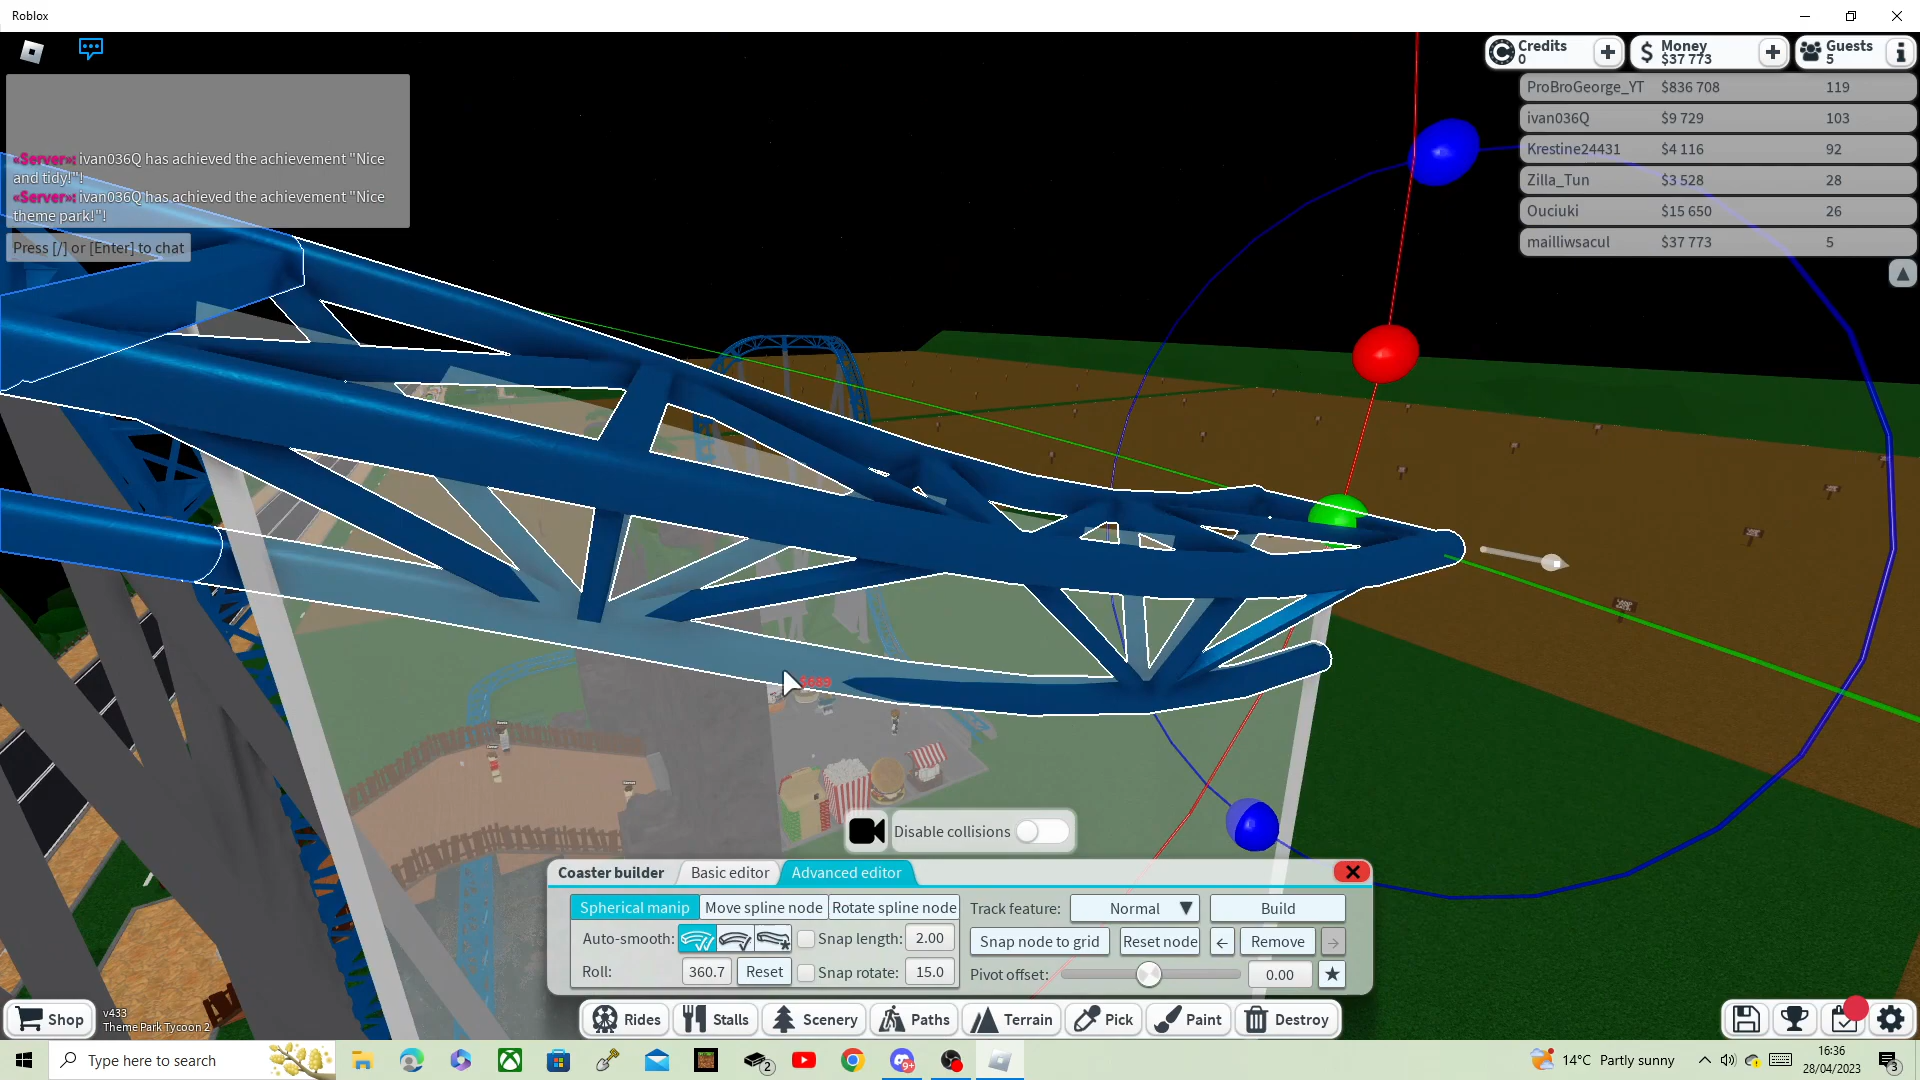 Roblox
Credits
0
Money
$37 773
Guests
5
ProBroGeorge_YT $836 708 119
ivan036Q $9 729 103
Krestine24431 $4 116 92
Zilla_Tun $3 528 28
Ouciuki $15 650 26
mailliwsacul $37 773 5
«Server»: ivan036Q has achieved the achievement "Nice
and tidy!"!
«Server»: ivan036Q has achieved the achievement "Nice
theme park!"!
Press [/] or [Enter] to chat
Disable collisions
Coaster builder Basic editor Advanced editor
Spherical manip Move spline node Rotate spline node Track feature: Normal Build
Auto-smooth: Snap length: 2.00 Snap node to grid Reset node Remove
Roll: 360.7 Reset Snap rotate: 15.0 Pivot offset: 0.00
Shop
v433
Theme Park Tycoon 2
Rides Stalls Scenery Paths Terrain Pick Paint Destroy
Type here to search
2
9+
14°C Partly sunny
16:36
28/04/2023
3